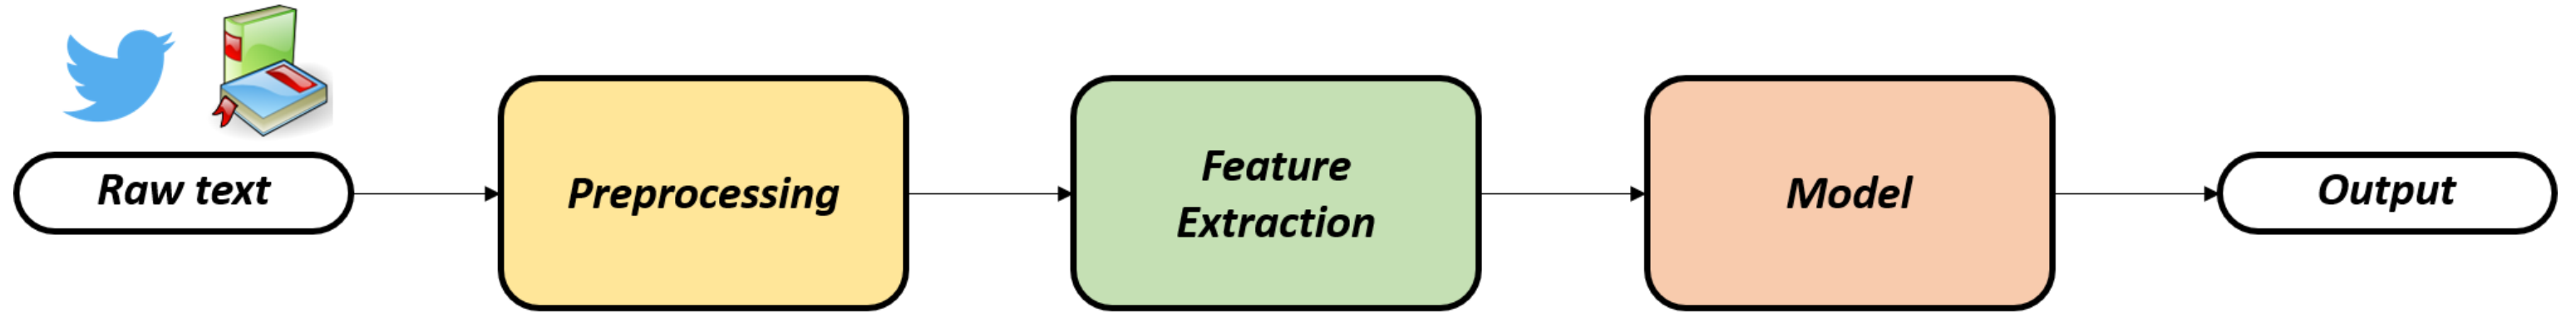 Raw text
Preprocessing
Feature
Extraction
Model
Output